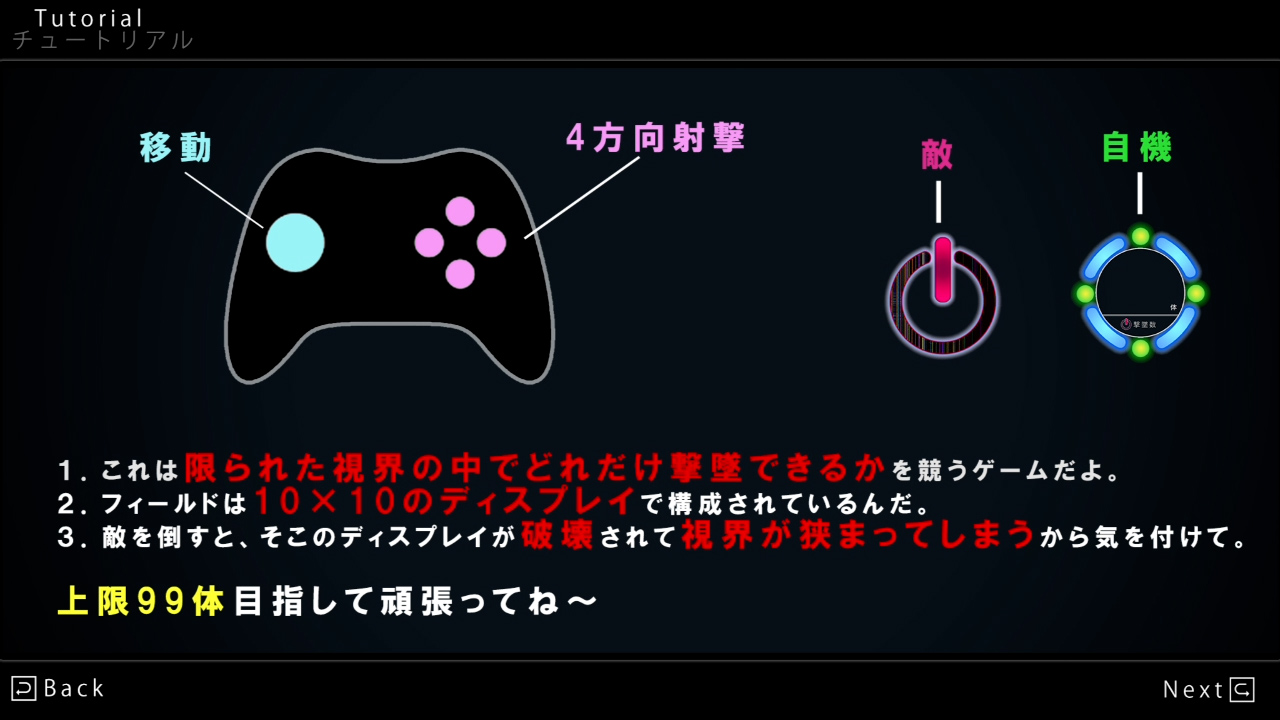 Tutorial
チュートリアル
移動
4方向射撃
敵
自機
体
撃墜数
1. これは限られた視界の中でどれだけ撃墜できるかを競うゲームだよ。
2. フィールドは10×10のディスプレイで構成されているんだ。
3. 敵を倒すと、そこのディスプレイが破壊されて視界が狭まってしまうから気を付けて。
上限99体目指して頑張ってね～
Back
Next